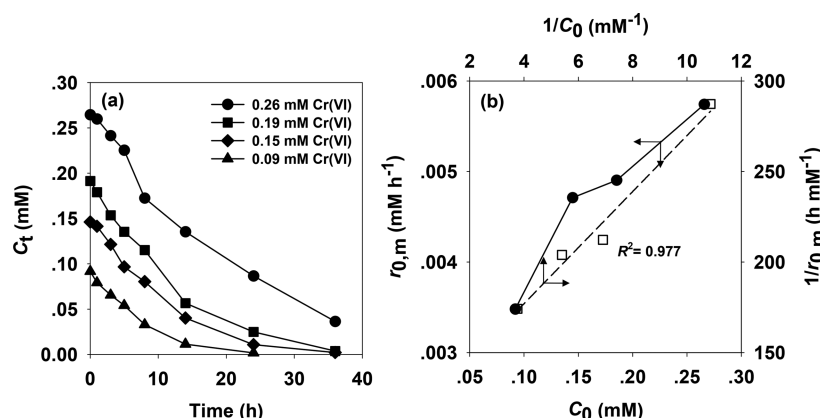 (a)
0.26 mM Cr(VI)
0.19 mM Cr(VI)
0.15 mM Cr(VI)
0.09 mM Cr(VI)
.30
.25
.20
.15
.10
.05
0.00
Ct (mM)
0 10 20 30 40
Time (h)
1/C0 (mM-1)
2 4 6 8 10
(b)
.006
.005
.004
.003
r0,m (mM h-1)
R2= 0.977
300
250
200
150
1/r0,m (h mM-1)
.05 .10 .15 .20 .25 .30
C0 (mM)